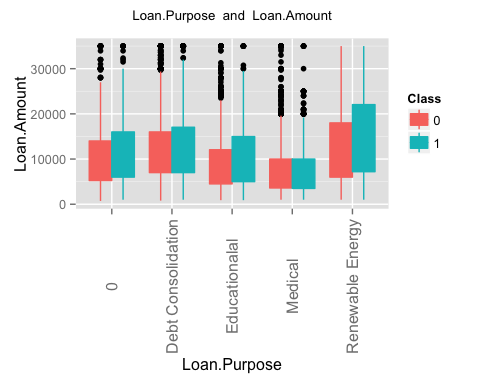 Loan.Purpose and Loan.Amount
Loan.Amount
30000
20000
10000
0
Class
0
1
0
Debt Consolidation
Educationalal
Medical
Renewable Energy
Loan.Purpose